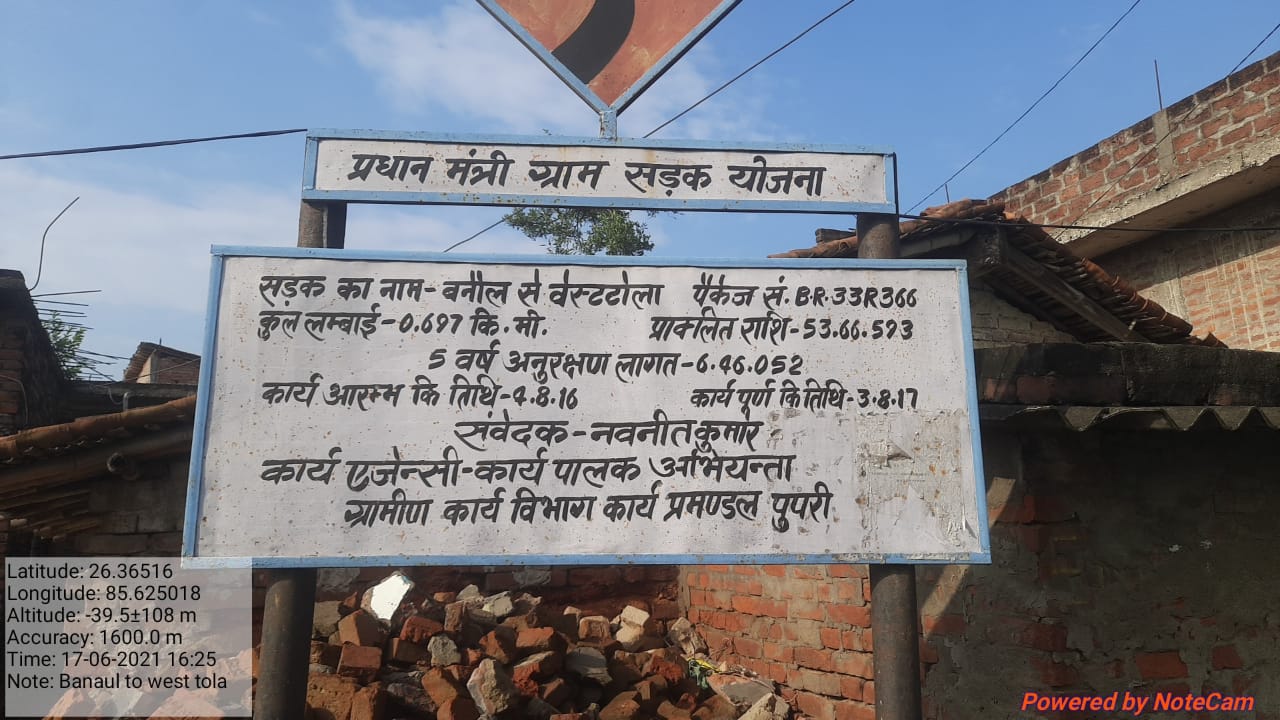 प्रधान मंत्री ग्राम सड़क योजना
सड़क का नाम- बनौल से वेस्टटोला पैकेज सं. B.R. 33R366
कुल लम्बाई- 0.697 कि.मी. प्राक्लित राशि- 53.66.593
5 वर्ष अनुरक्षण लागत- 6.46.052
कार्य आरम्भ कि तिथि- 4.8.16 कार्य पूर्ण कि तिथि- 3.8.17
संवेदक- नवनीत कुमार
कार्य एजेन्सी- कार्य पालक अभियन्ता
ग्रामीण कार्य विभाग कार्य प्रमण्डल पुपरी
Latitude: 26.36516
Longitude: 85.625018
Altitude: -39.5±108 m
Accuracy: 1600.0 m
Time: 17-06-2021 16:25
Note: Banaul to west tola
Powered by NoteCam